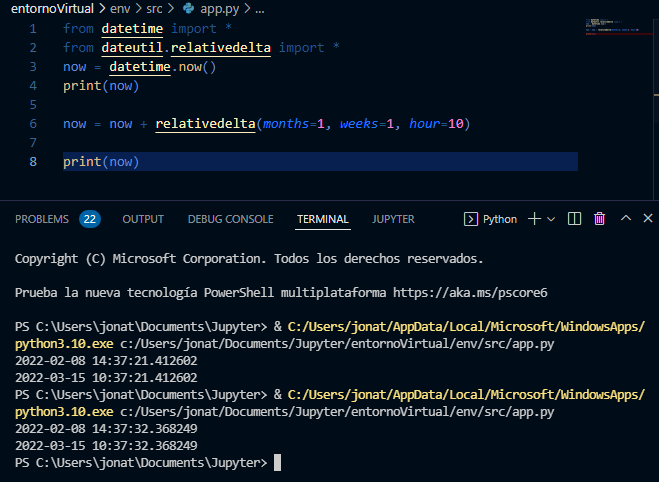 entornoVirtual > env > src > app.py > ...
1 from datetime import *
2 from dateutil.relativedelta import *
3 now = datetime.now()
4 print(now)
5
6 now = now + relativedelta(months=1, weeks=1, hour=10)
7
8 print(now)
PROBLEMS 22 OUTPUT DEBUG CONSOLE TERMINAL JUPYTER Python
Copyright (C) Microsoft Corporation. Todos los derechos reservados.
Prueba la nueva tecnología PowerShell multiplataforma https://aka.ms/pscore6
PS C:\Users\jonat\Documents\Jupyter> & C:/Users/jonat/AppData/Local/Microsoft/WindowsApps/
python3.10.exe c:/Users/jonat/Documents/Jupyter/entornoVirtual/env/src/app.py
2022-02-08 14:37:21.412602
2022-03-15 10:37:21.412602
PS C:\Users\jonat\Documents\Jupyter> & C:/Users/jonat/AppData/Local/Microsoft/WindowsApps/
python3.10.exe c:/Users/jonat/Documents/Jupyter/entornoVirtual/env/src/app.py
2022-02-08 14:37:32.368249
2022-03-15 10:37:32.368249
PS C:\Users\jonat\Documents\Jupyter>